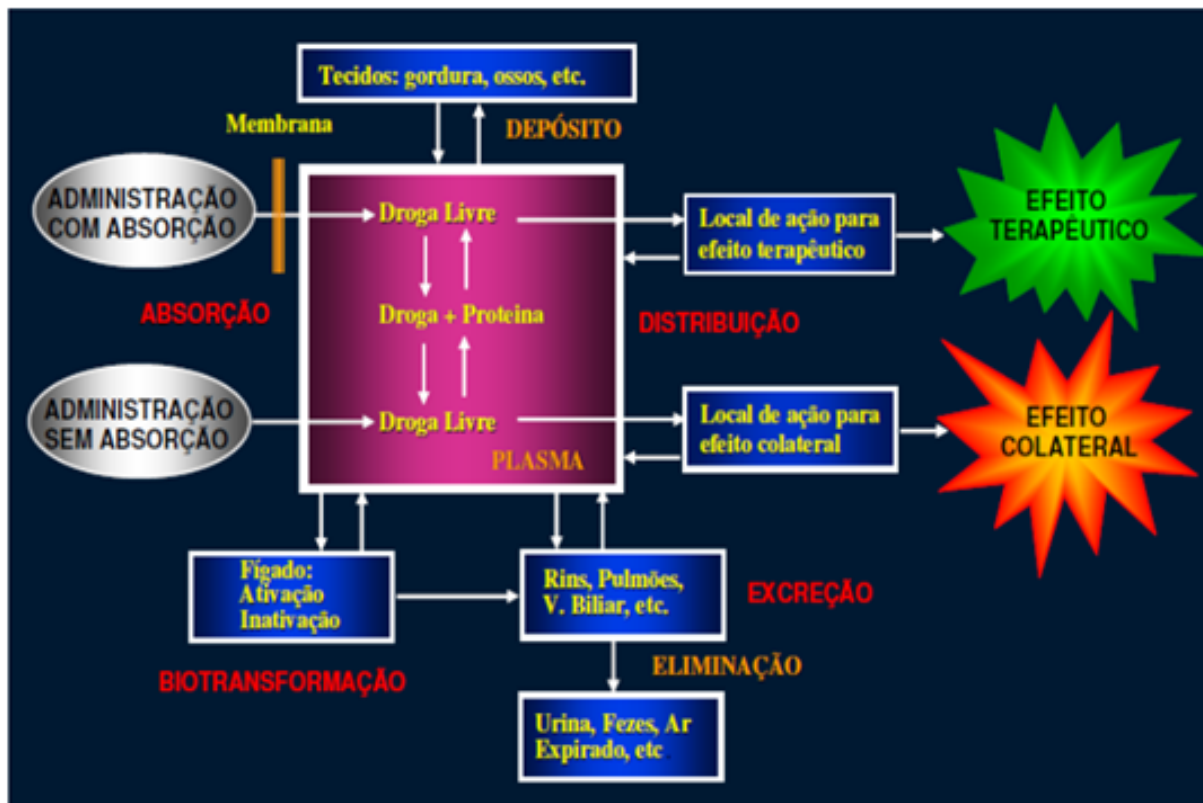 Tecidos: gordura, ossos, etc.
Membrana
DEPÓSITO
ADMINISTRAÇÃO
COM ABSORÇÃO
Droga Livre
Local de ação para
efeito terapêutico
EFEITO
TERAPÊUTICO
ABSORÇÃO
Droga + Proteina
DISTRIBUIÇÃO
ADMINISTRAÇÃO
SEM ABSORÇÃO
Droga Livre
PLASMA
Local de ação para
efeito colateral
EFEITO
COLATERAL
Fígado:
Ativação
Inativação
Rins, Pulmões,
V. Biliar, etc.
EXCREÇÃO
BIOTRANSFORMAÇÃO
ELIMINAÇÃO
Urina, Fezes, Ar
Expirado, etc